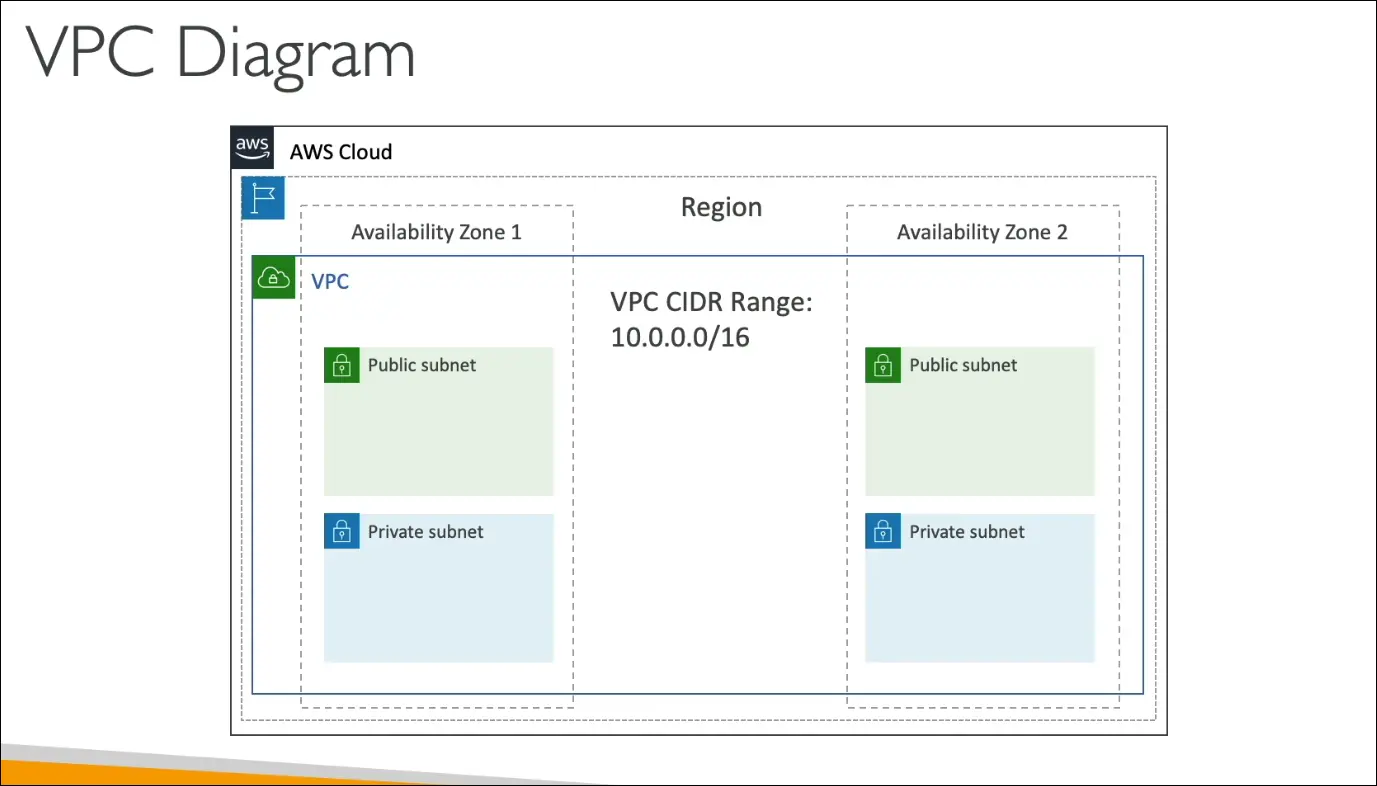 VPC Diagram
aws
AWS Cloud
Region
Availability Zone 1
Availability Zone 2
VPC
VPC CIDR Range:
10.0.0.0/16
Public subnet
Public subnet
Private subnet
Private subnet